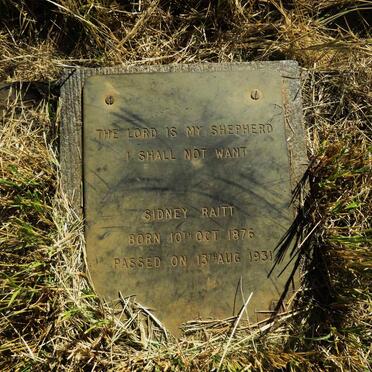 THE LORD IS MY SHEPHERD
I SHALL NOT WANT
SIDNEY RAITT
BORN 10TH OCT 1876
PASSED ON 13TH AUG 1931